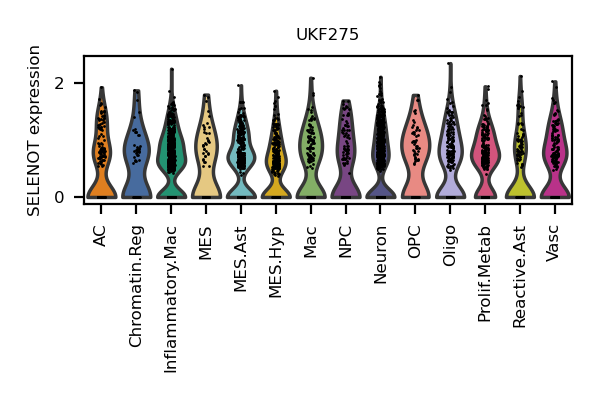 UKF275
SELENOT expression
2
0
AC
Chromatin.Reg
Inflammatory.Mac
MES
MES.Ast
MES.Hyp
Mac
NPC
Neuron
OPC
Oligo
Prolif.Metab
Reactive.Ast
Vasc